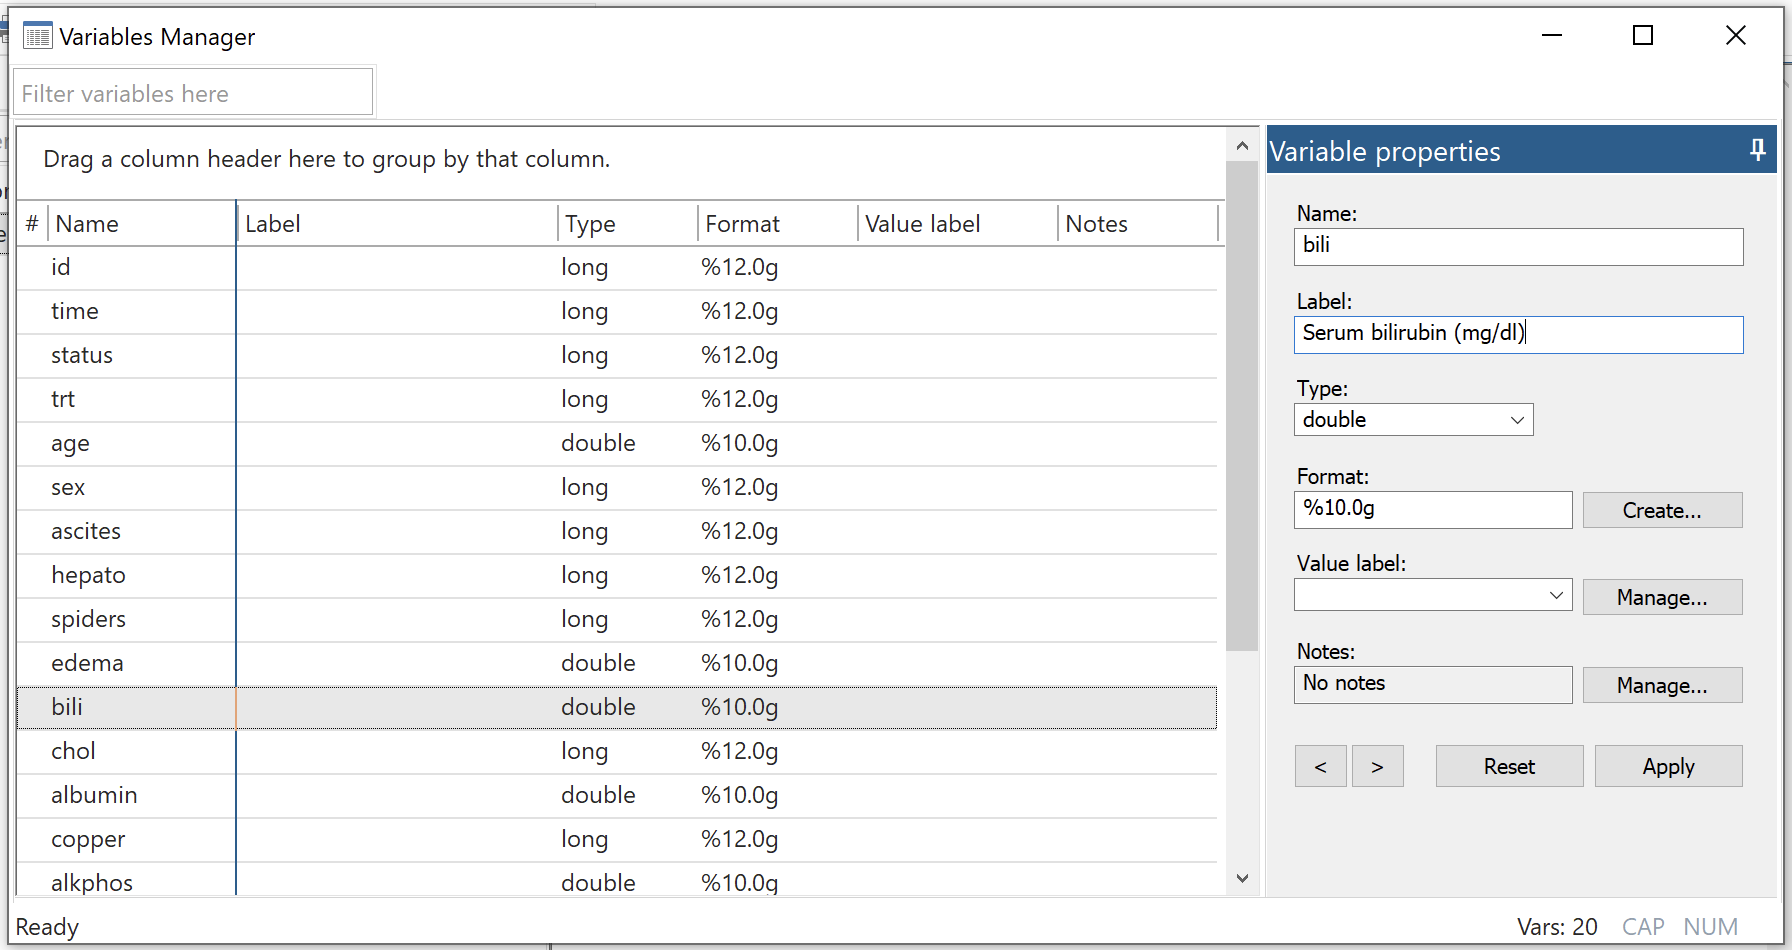 Variables Manager
Filter variables here
Drag a column header here to group by that column.
# Name Label Type Format Value label Notes
id long %12.0g
time long %12.0g
status long %12.0g
trt long %12.0g
age double %10.0g
sex long %12.0g
ascites long %12.0g
hepato long %12.0g
spiders long %12.0g
edema double %10.0g
bili double %10.0g
chol long %12.0g
albumin double %10.0g
copper long %12.0g
alkphos double %10.0g
Variable properties
Name:
bili
Label:
Serum bilirubin (mg/dl)
Type:
double
Format:
%10.0g Create...
Value label:
Manage...
Notes:
No notes Manage...
< > Reset Apply
Ready Vars: 20 CAP NUM